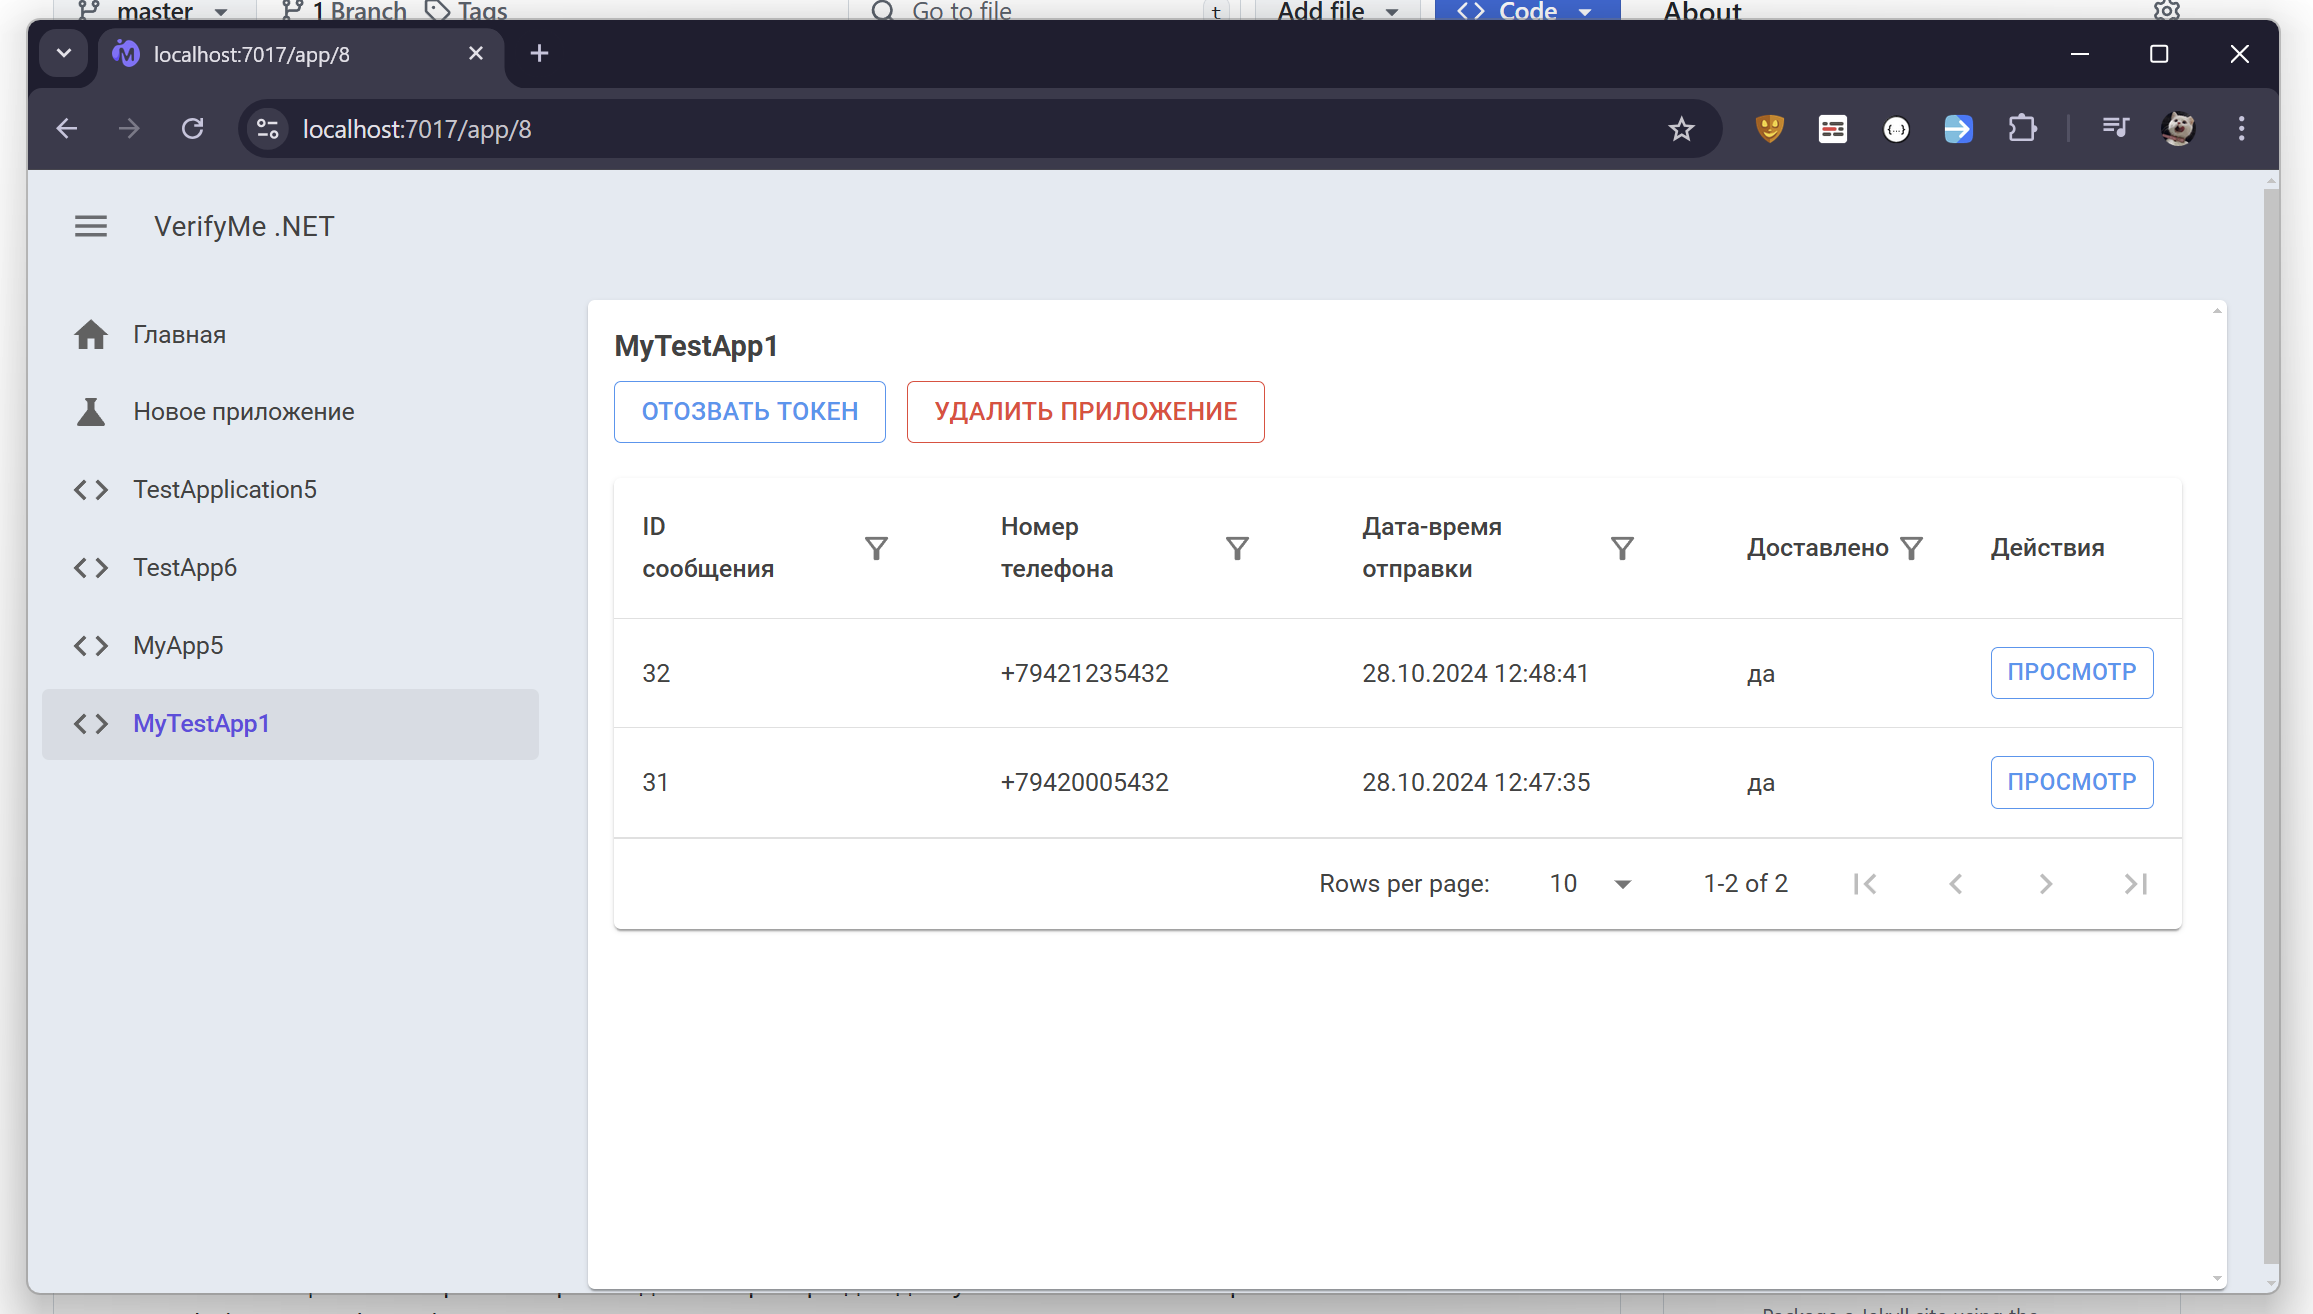 master
1 Branch
Tags
Go to file
t
Add file
Code
About
localhost:7017/app/8
localhost:7017/app/8
VerifyMe .NET
Главная
Новое приложение
TestApplication5
TestApp6
MyApp5
MyTestApp1
MyTestApp1
ОТОЗВАТЬ ТОКЕН
УДАЛИТЬ ПРИЛОЖЕНИЕ
ID сообщения
Номер телефона
Дата-время отправки
Доставлено
Действия
32 +79421235432 28.10.2024 12:48:41 да ПРОСМОТР
31 +79420005432 28.10.2024 12:47:35 да ПРОСМОТР
Rows per page: 10 1-2 of 2